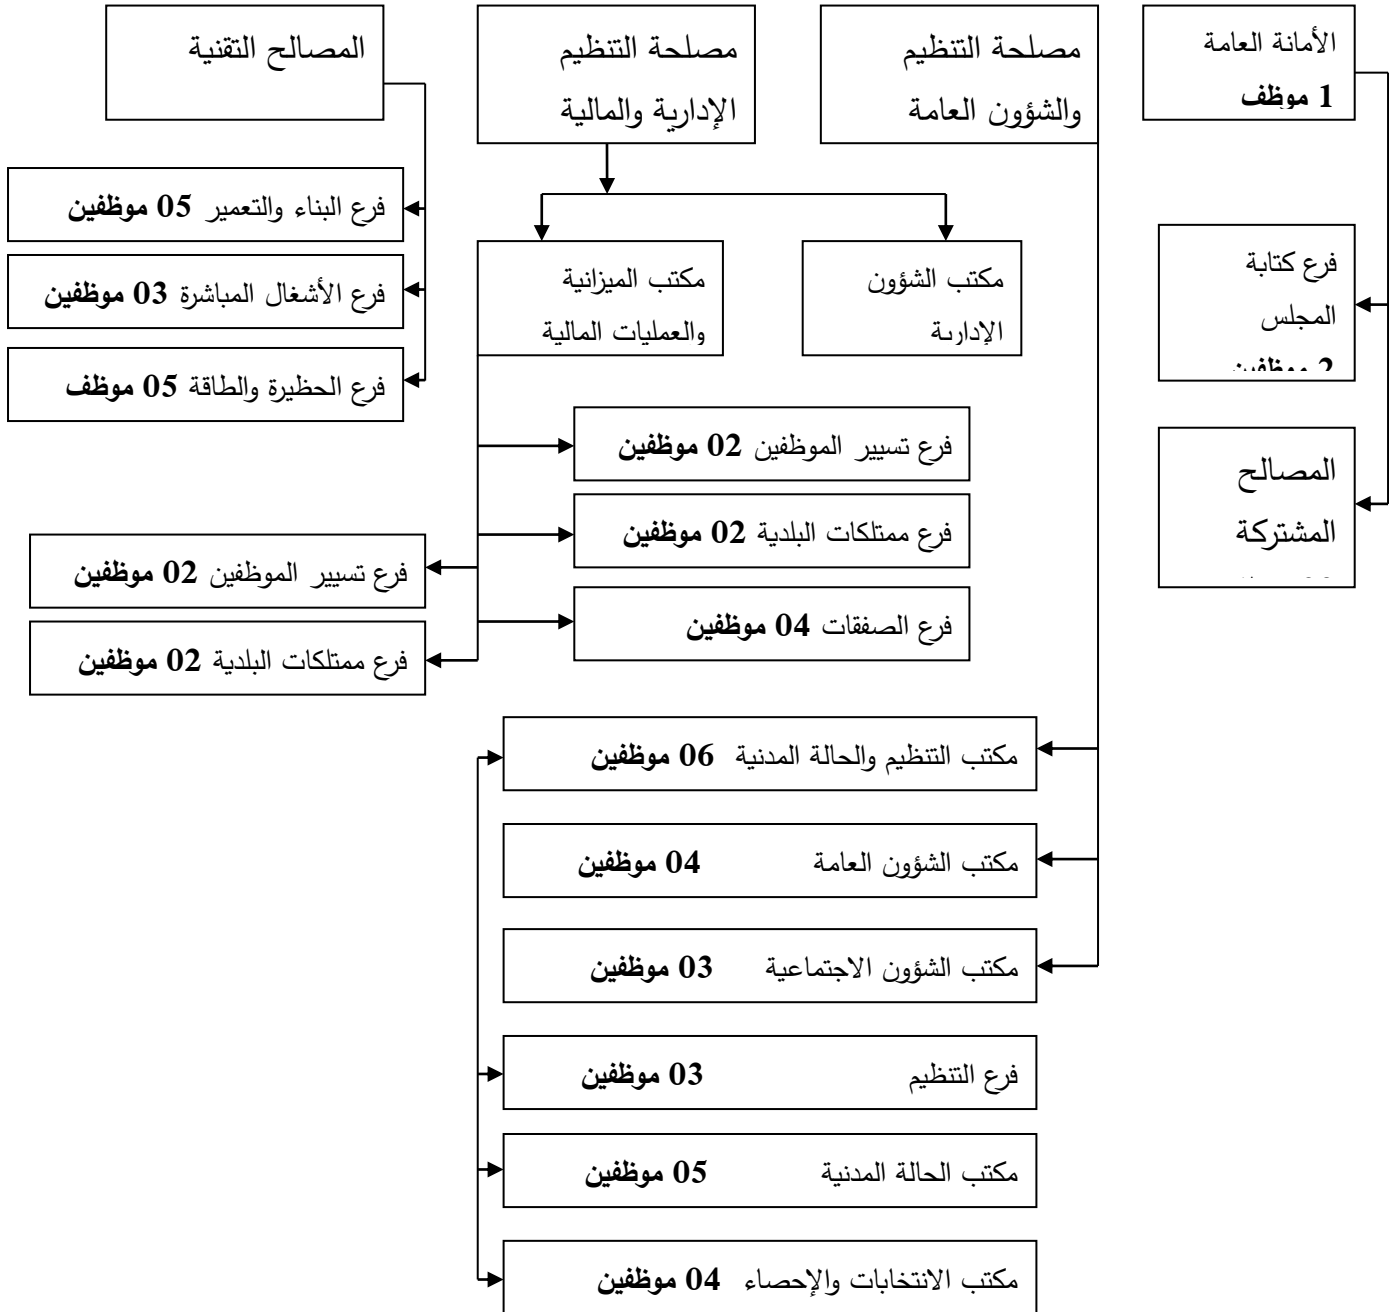 الأمانة العامة
1 موظف
مصلحة التنظيم
والشؤون العامة
مصلحة التنظيم
الإدارية والمالية
المصالح التقنية
فرع البناء والتعمير 05 موظفين
فرع الأشغال المباشرة 03 موظفين
فرع الحظيرة والطاقة 05 موظف
فرع كتابة
المجلس
2 موظفين
المصالح
المشتركة
مكتب الشؤون
الإدارية
مكتب الميزانية
والعمليات المالية
فرع تسيير الموظفين 02 موظفين
فرع ممتلكات البلدية 02 موظفين
فرع الصفقات 04 موظفين
فرع تسيير الموظفين 02 موظفين
فرع ممتلكات البلدية 02 موظفين
مكتب التنظيم والحالة المدنية 06 موظفين
مكتب الشؤون العامة 04 موظفين
مكتب الشؤون الاجتماعية 03 موظفين
فرع التنظيم 03 موظفين
مكتب الحالة المدنية 05 موظفين
مكتب الانتخابات والإحصاء 04 موظفين